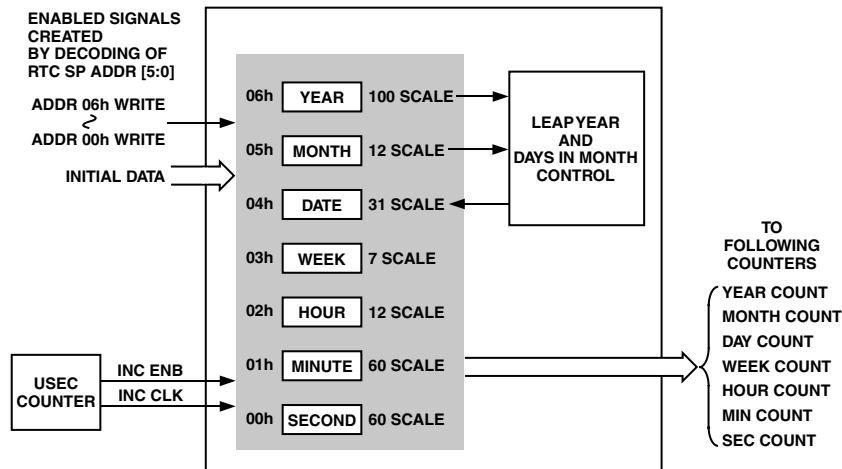 ENABLED SIGNALS
CREATED
BY DECODING OF
RTC SP ADDR [5:0]
ADDR 06h WRITE
ADDR 00h WRITE
INITIAL DATA
06h YEAR 100 SCALE
05h MONTH 12 SCALE
04h DATE 31 SCALE
03h WEEK 7 SCALE
02h HOUR 12 SCALE
01h MINUTE 60 SCALE
00h SECOND 60 SCALE
LEAPYEAR
AND
DAYS IN MONTH
CONTROL
USEC
COUNTER
INC ENB
INC CLK
TO
FOLLOWING
COUNTERS
YEAR COUNT
MONTH COUNT
DAY COUNT
WEEK COUNT
HOUR COUNT
MIN COUNT
SEC COUNT